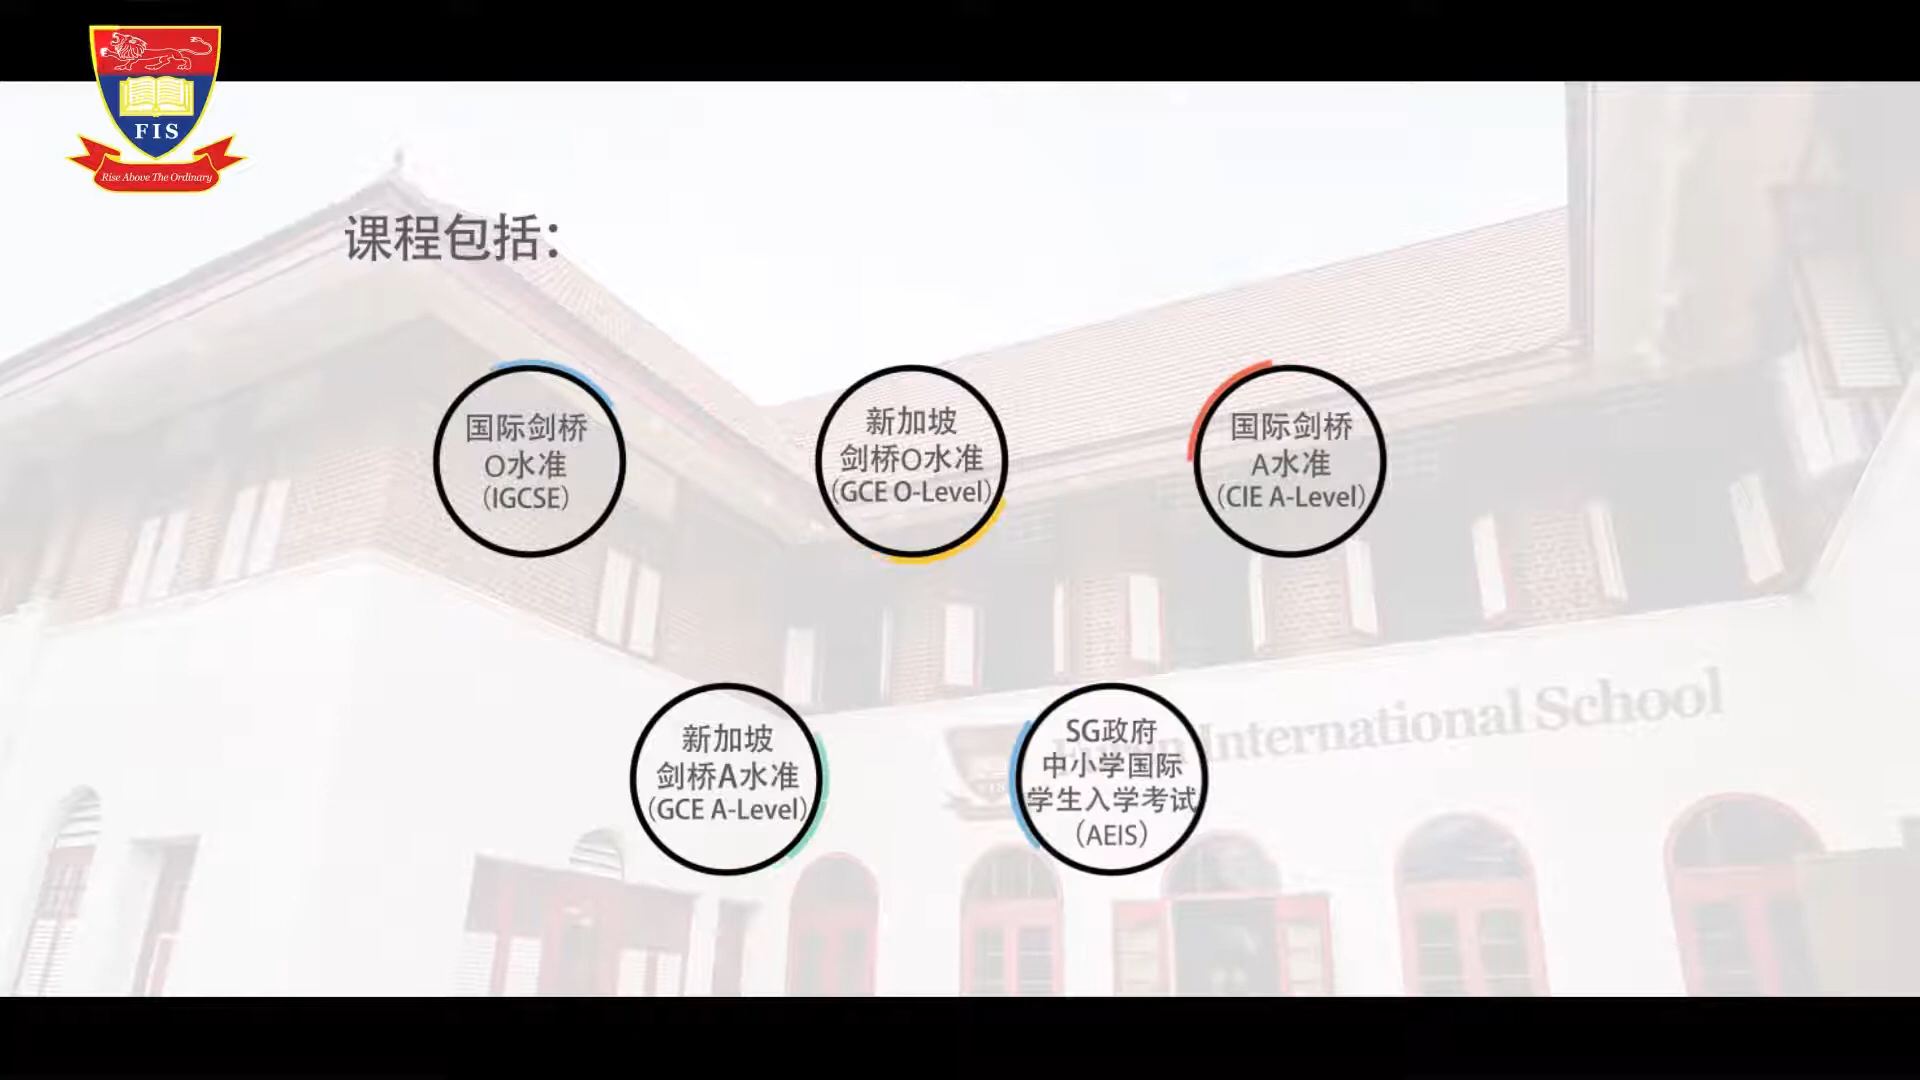 FIS
Rise Above The Ordinary
课程包括：
国际剑桥
O水准
（IGCSE）
新加坡
剑桥O水准
（GCE O-Level）
国际剑桥
A水准
（CIE A-Level）
新加坡
剑桥A水准
（GCE A-Level）
SG政府
中小学国际
学生入学考试
（AEIS）
International School